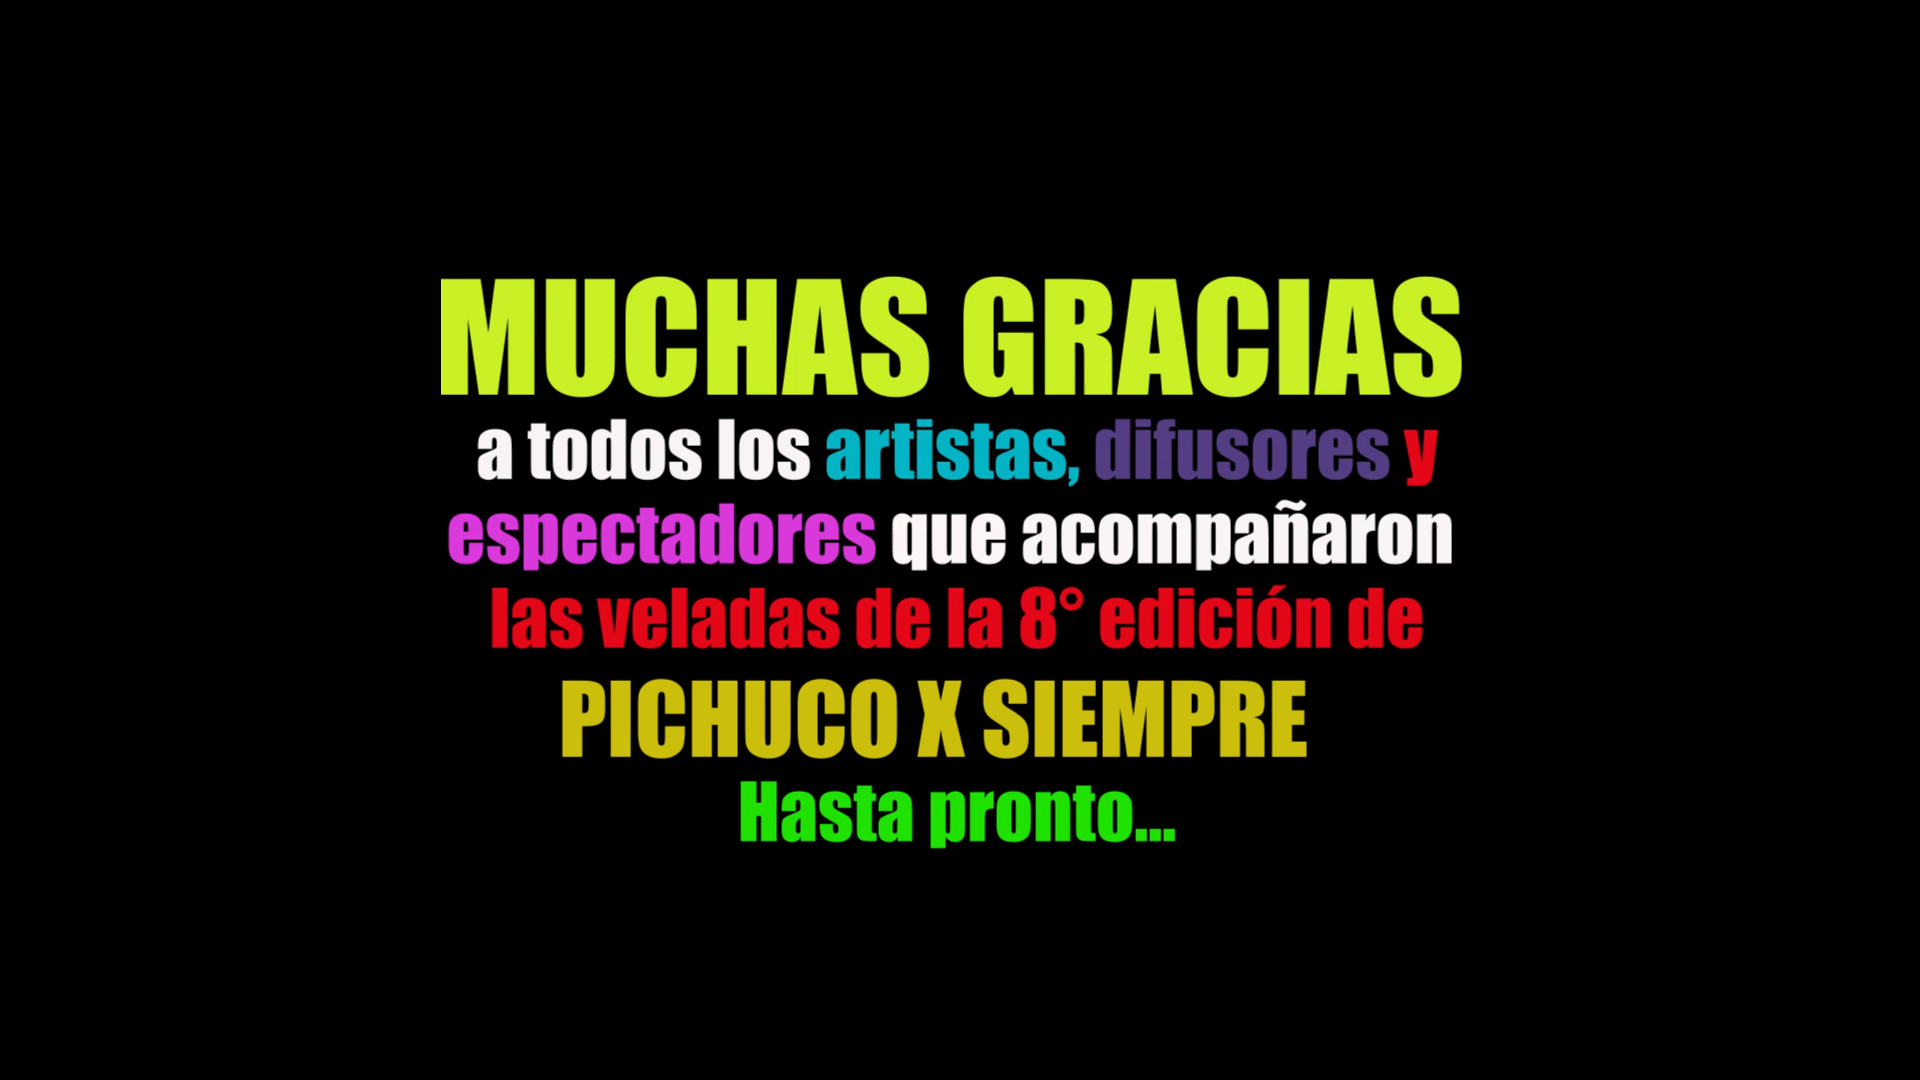 MUCHAS GRACIAS
a todos los artistas, difusores y
espectadores que acompañaron
las veladas de la 8° edición de
PICHUCO X SIEMPRE
Hasta pronto...